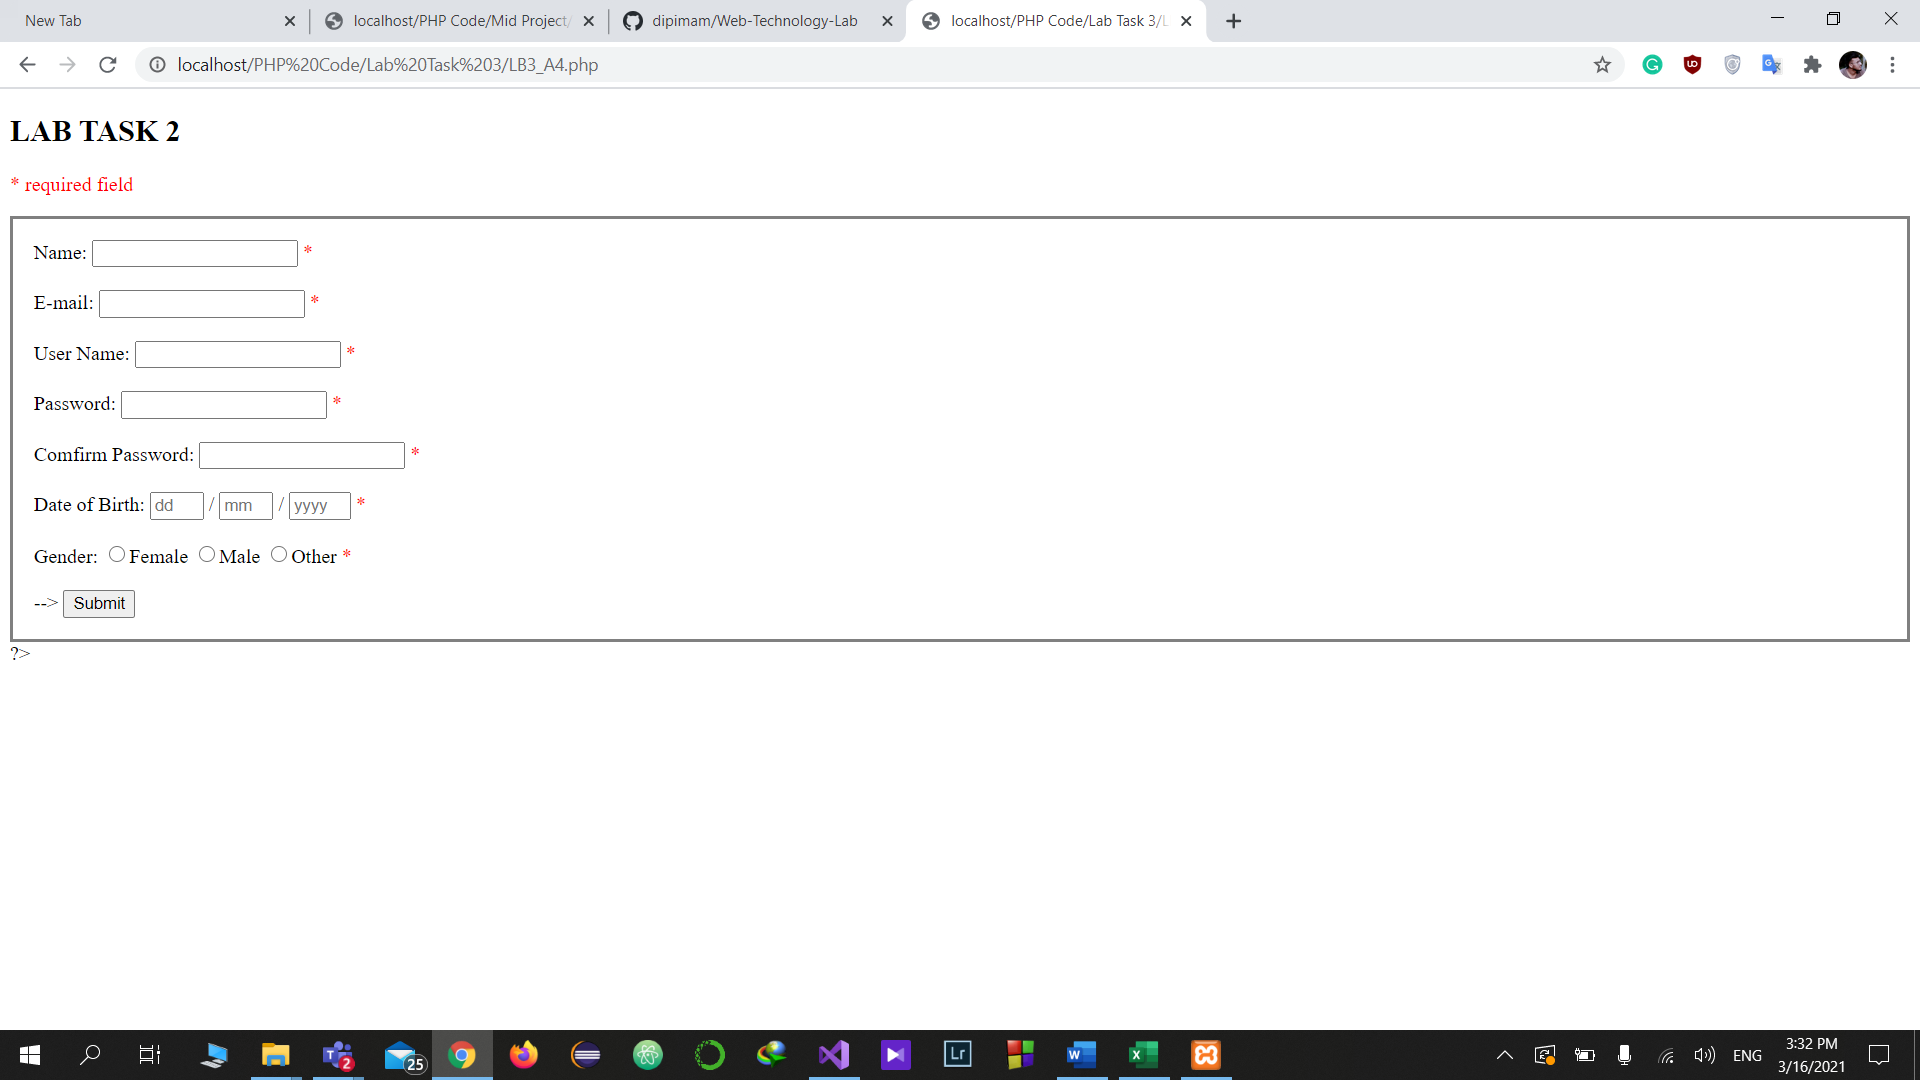 New Tab
localhost/PHP Code/Mid Project/
dipimam/Web-Technology-Lab
localhost/PHP Code/Lab Task 3/L
localhost/PHP%20Code/Lab%20Task%203/LB3_A4.php
LAB TASK 2
* required field
Name: *
E-mail: *
User Name: *
Password: *
Comfirm Password: *
Date of Birth: dd / mm / yyyy *
Gender: Female Male Other *
--> Submit
?>
2
25
Lr
ENG
3:32 PM
3/16/2021